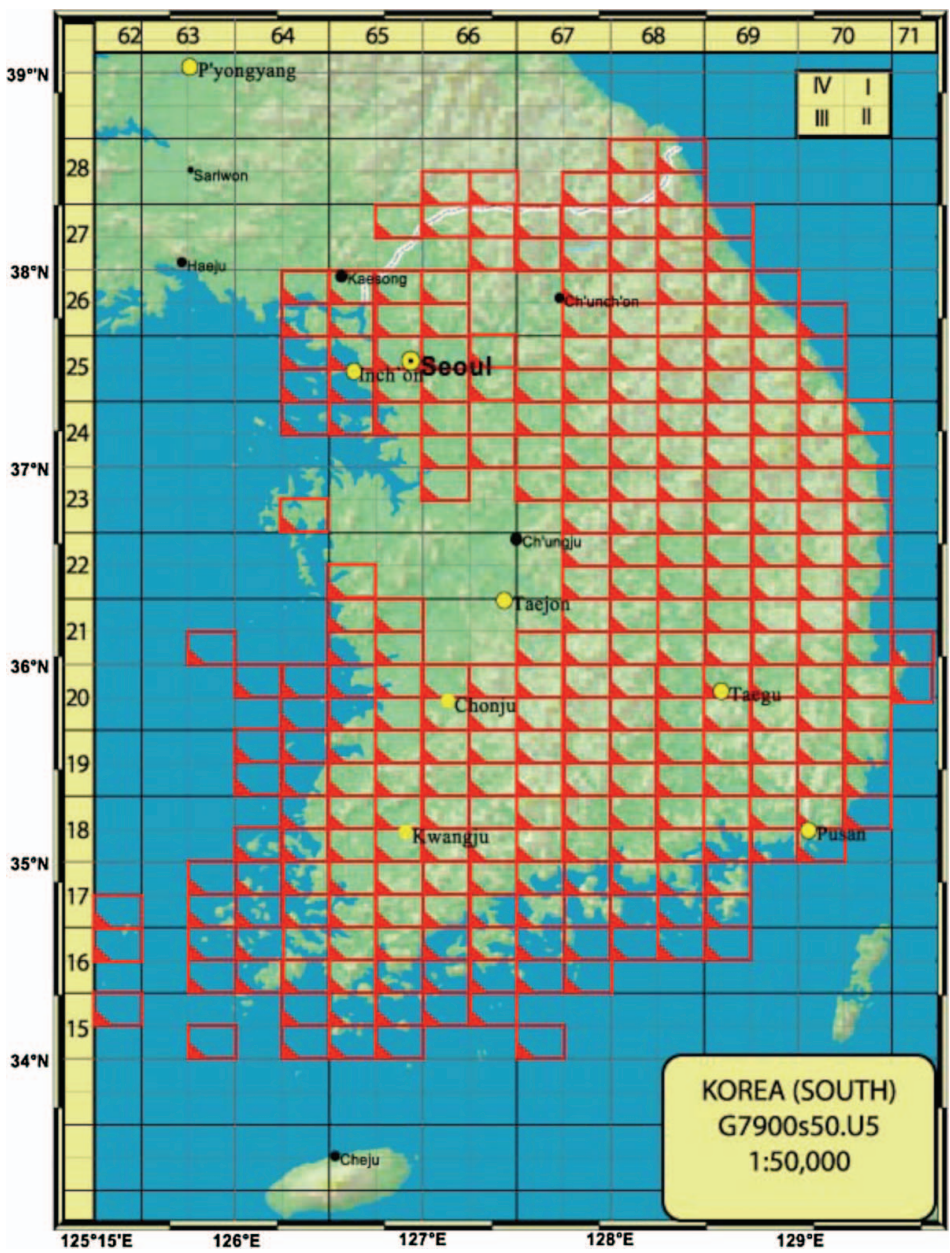 62 63 64 65 66 67 68 69 70 71
39°N
P'yongyang
IV I
III II
28
Sariwon
27
Haeju
38°N
Kaesong
26
Ch'unch'on
25
Seoul
Inch'on
24
37°N
23
Ch'ungju
22
Taejon
21
36°N
20
Taegu
Chonju
19
18
Kwangju
Pusan
35°N
17
16
15
34°N
KOREA (SOUTH)
G7900s50.U5
1:50,000
Cheju
125°15'E 126°E 127°E 128°E 129°E